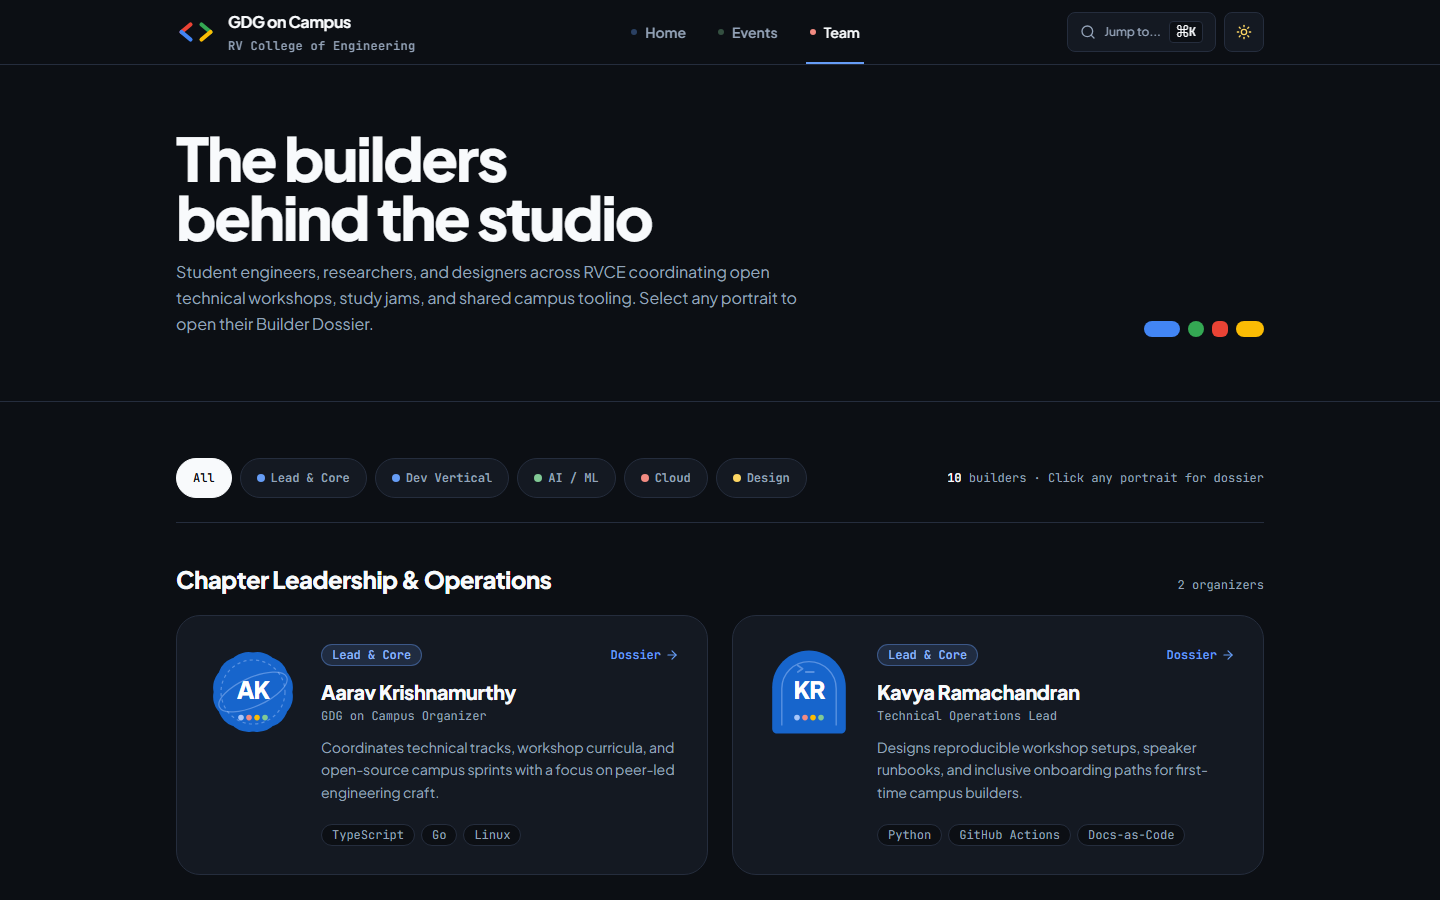 GDG on Campus
RV College of Engineering
Home
Events
Team
Jump to...
⌘K
The builders
behind the studio
Student engineers, researchers, and designers across RVCE coordinating open
technical workshops, study jams, and shared campus tooling. Select any portrait to
open their Builder Dossier.
All
Lead & Core
Dev Vertical
AI / ML
Cloud
Design
10 builders · Click any portrait for dossier
Chapter Leadership & Operations
2 organizers
AK
Lead & Core
Dossier →
Aarav Krishnamurthy
GDG on Campus Organizer
Coordinates technical tracks, workshop curricula, and
open-source campus sprints with a focus on peer-led
engineering craft.
TypeScript
Go
Linux
>_
KR
Lead & Core
Dossier →
Kavya Ramachandran
Technical Operations Lead
Designs reproducible workshop setups, speaker
runbooks, and inclusive onboarding paths for first-
time campus builders.
Python
GitHub Actions
Docs-as-Code